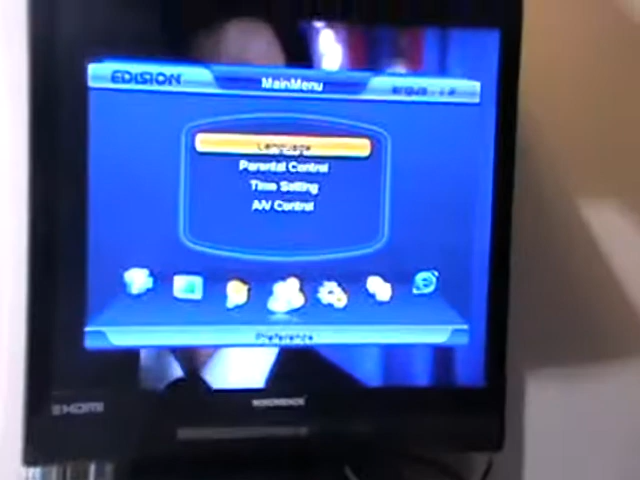 EDISION
MainMenu
Language
Parental Control
Time Setting
A/V Control
Preference
HDMI